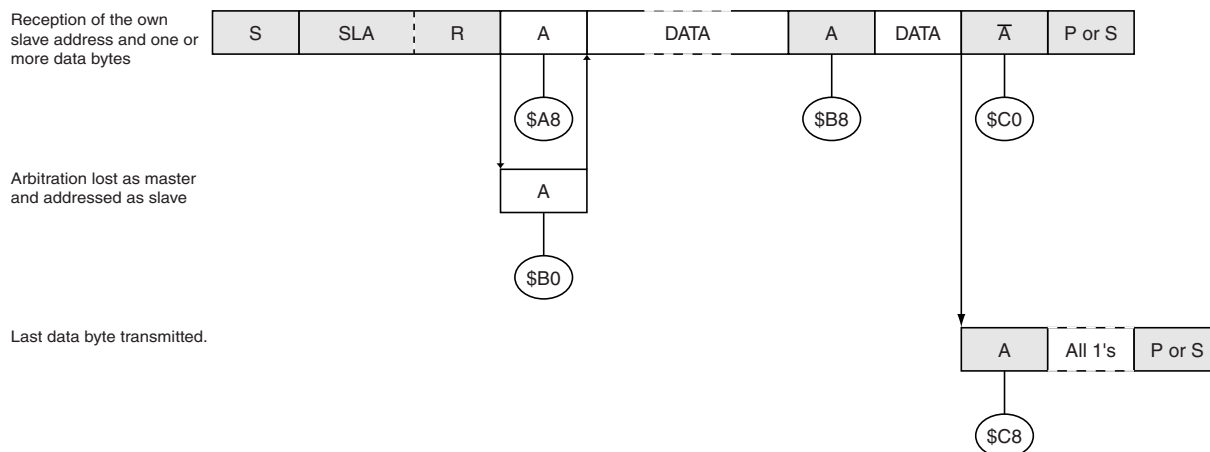 Reception of the own
slave address and one or
more data bytes
S SLA R A DATA A DATA A̅ P or S
$A8 $B8 $C0
Arbitration lost as master
and addressed as slave
A
$B0
Last data byte transmitted.
A All 1's P or S
$C8